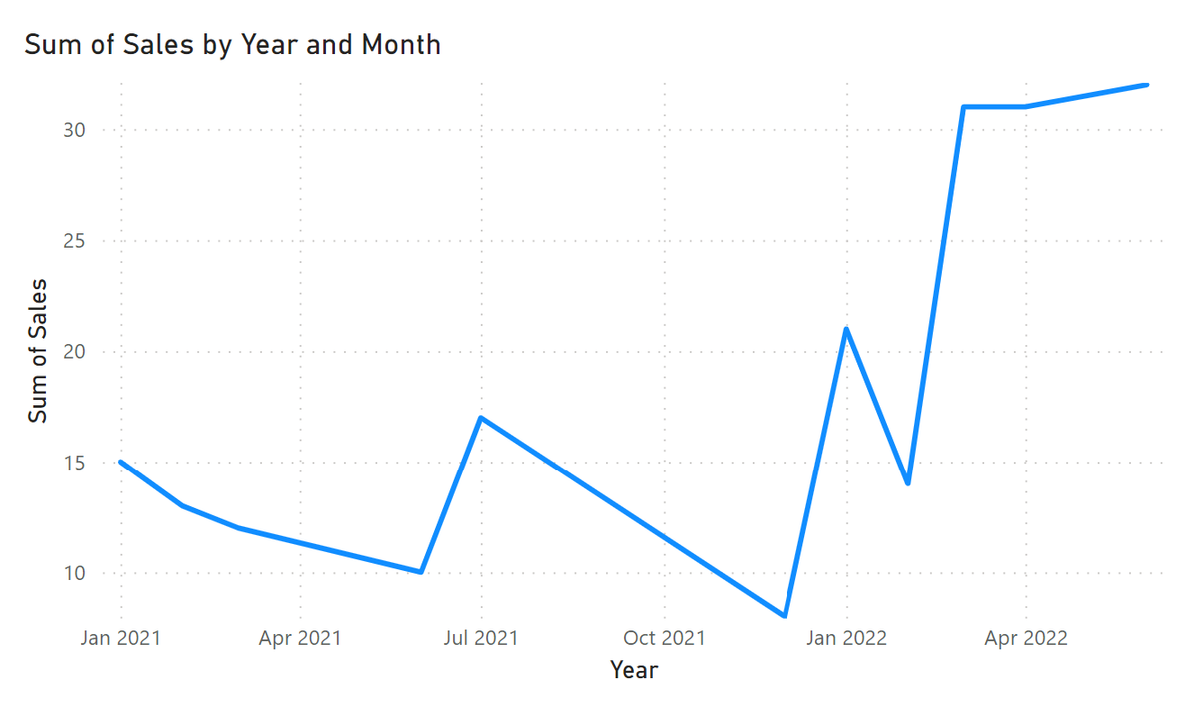 Sum of Sales by Year and Month
30
25
20
15
10
Sum of Sales
Jan 2021 Apr 2021 Jul 2021 Oct 2021 Jan 2022 Apr 2022
Year